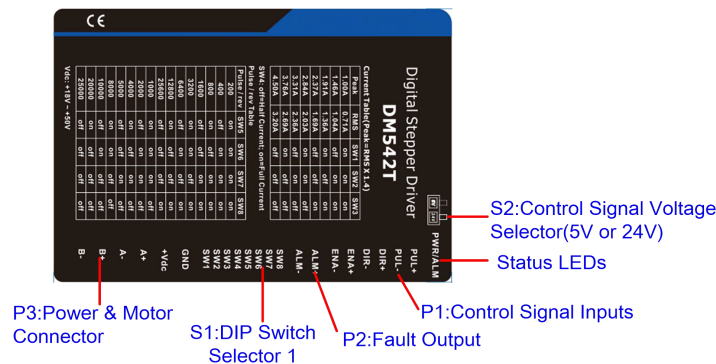 CE
Digital Stepper Driver
DM542T
Current Table(Peak=RMS X 1.4)
Peak RMS SW1 SW2 SW3
1.00A 0.71A on on on
1.46A 1.04A off on on
1.91A 1.36A on off on
2.37A 1.69A off off on
2.84A 2.03A on on off
3.31A 2.36A off on off
3.76A 2.69A on off off
4.50A 3.20A off off off
SW4: off=Half Current; on=Full Current
Pulse / rev Table
Pulse / rev SW5 SW6 SW7 SW8
200 on on on on
400 off on on on
800 on off on on
1600 off off on on
3200 on on off on
6400 off on off on
12800 on off off on
25600 off off off on
1000 on on on off
2000 off on on off
4000 on off on off
5000 off off on off
8000 on on off off
10000 off on off off
20000 on off off off
25000 off off off off
Vdc: +18V ~ +50V
PWR/ALM
PUL+
PUL-
DIR+
DIR-
ENA+
ENA-
ALM+
ALM-
SW8
SW7
SW6
SW5
SW4
SW3
SW2
SW1
GND
+Vdc
A+
A-
B+
B-
S2:Control Signal Voltage
Selector(5V or 24V)
Status LEDs
P1:Control Signal Inputs
P2:Fault Output
S1:DIP Switch
Selector 1
P3:Power & Motor
Connector